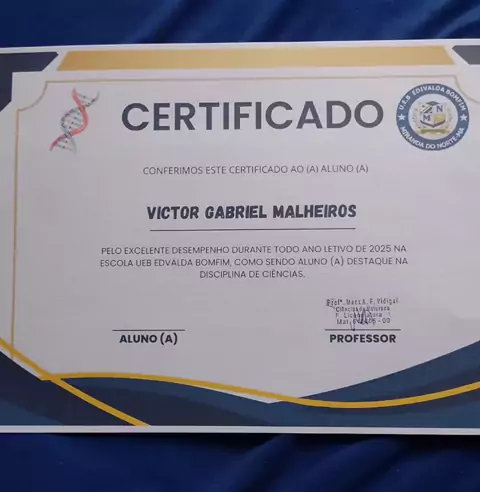 CERTIFICADO
U.E.B EDIVALDA BOMFIM
MIRANDA DO NORTE-MA
CONFERIMOS ESTE CERTIFICADO AO (A) ALUNO (A)
VICTOR GABRIEL MALHEIROS
PELO EXCELENTE DESEMPENHO DURANTE TODO ANO LETIVO DE 2025 NA
ESCOLA UEB EDVALDA BOMFIM, COMO SENDO ALUNO (A) DESTAQUE NA
DISCIPLINA DE CIÊNCIAS.
ALUNO (A)
PROFESSOR